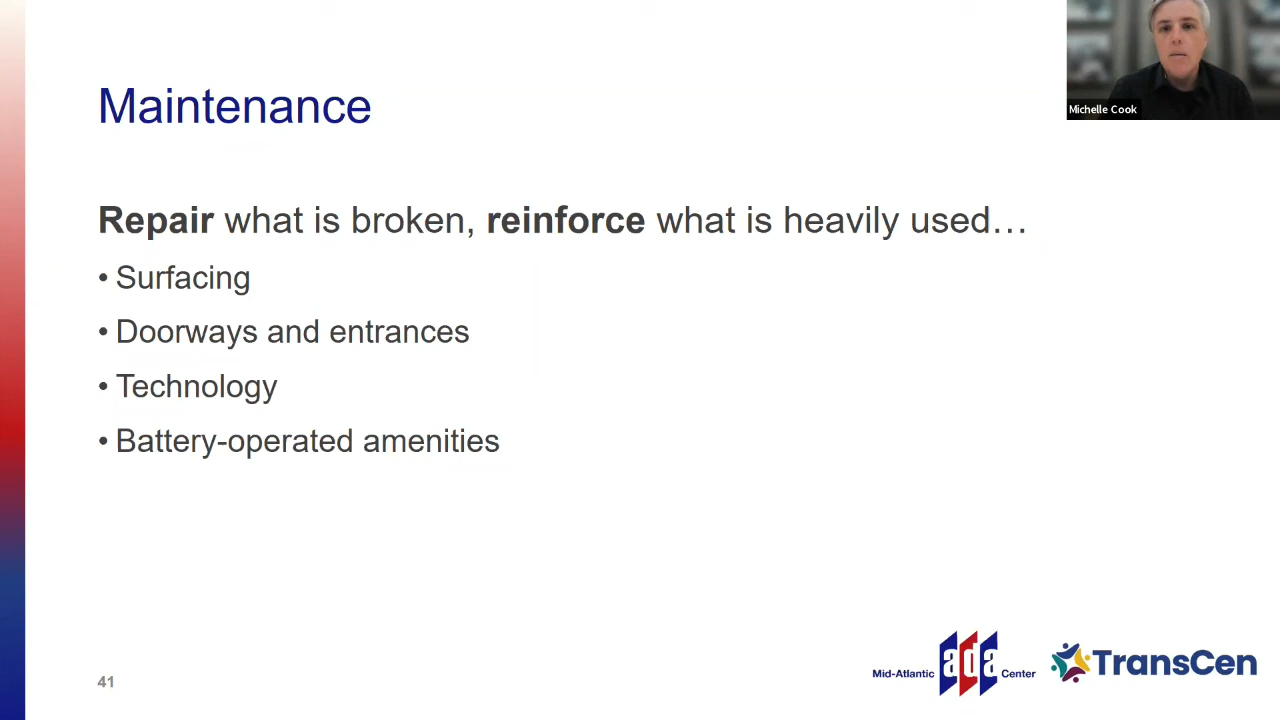 Michelle Cook
Maintenance
Repair what is broken, reinforce what is heavily used…
• Surfacing
• Doorways and entrances
• Technology
• Battery-operated amenities
41
Mid-Atlantic ada Center
TransCen